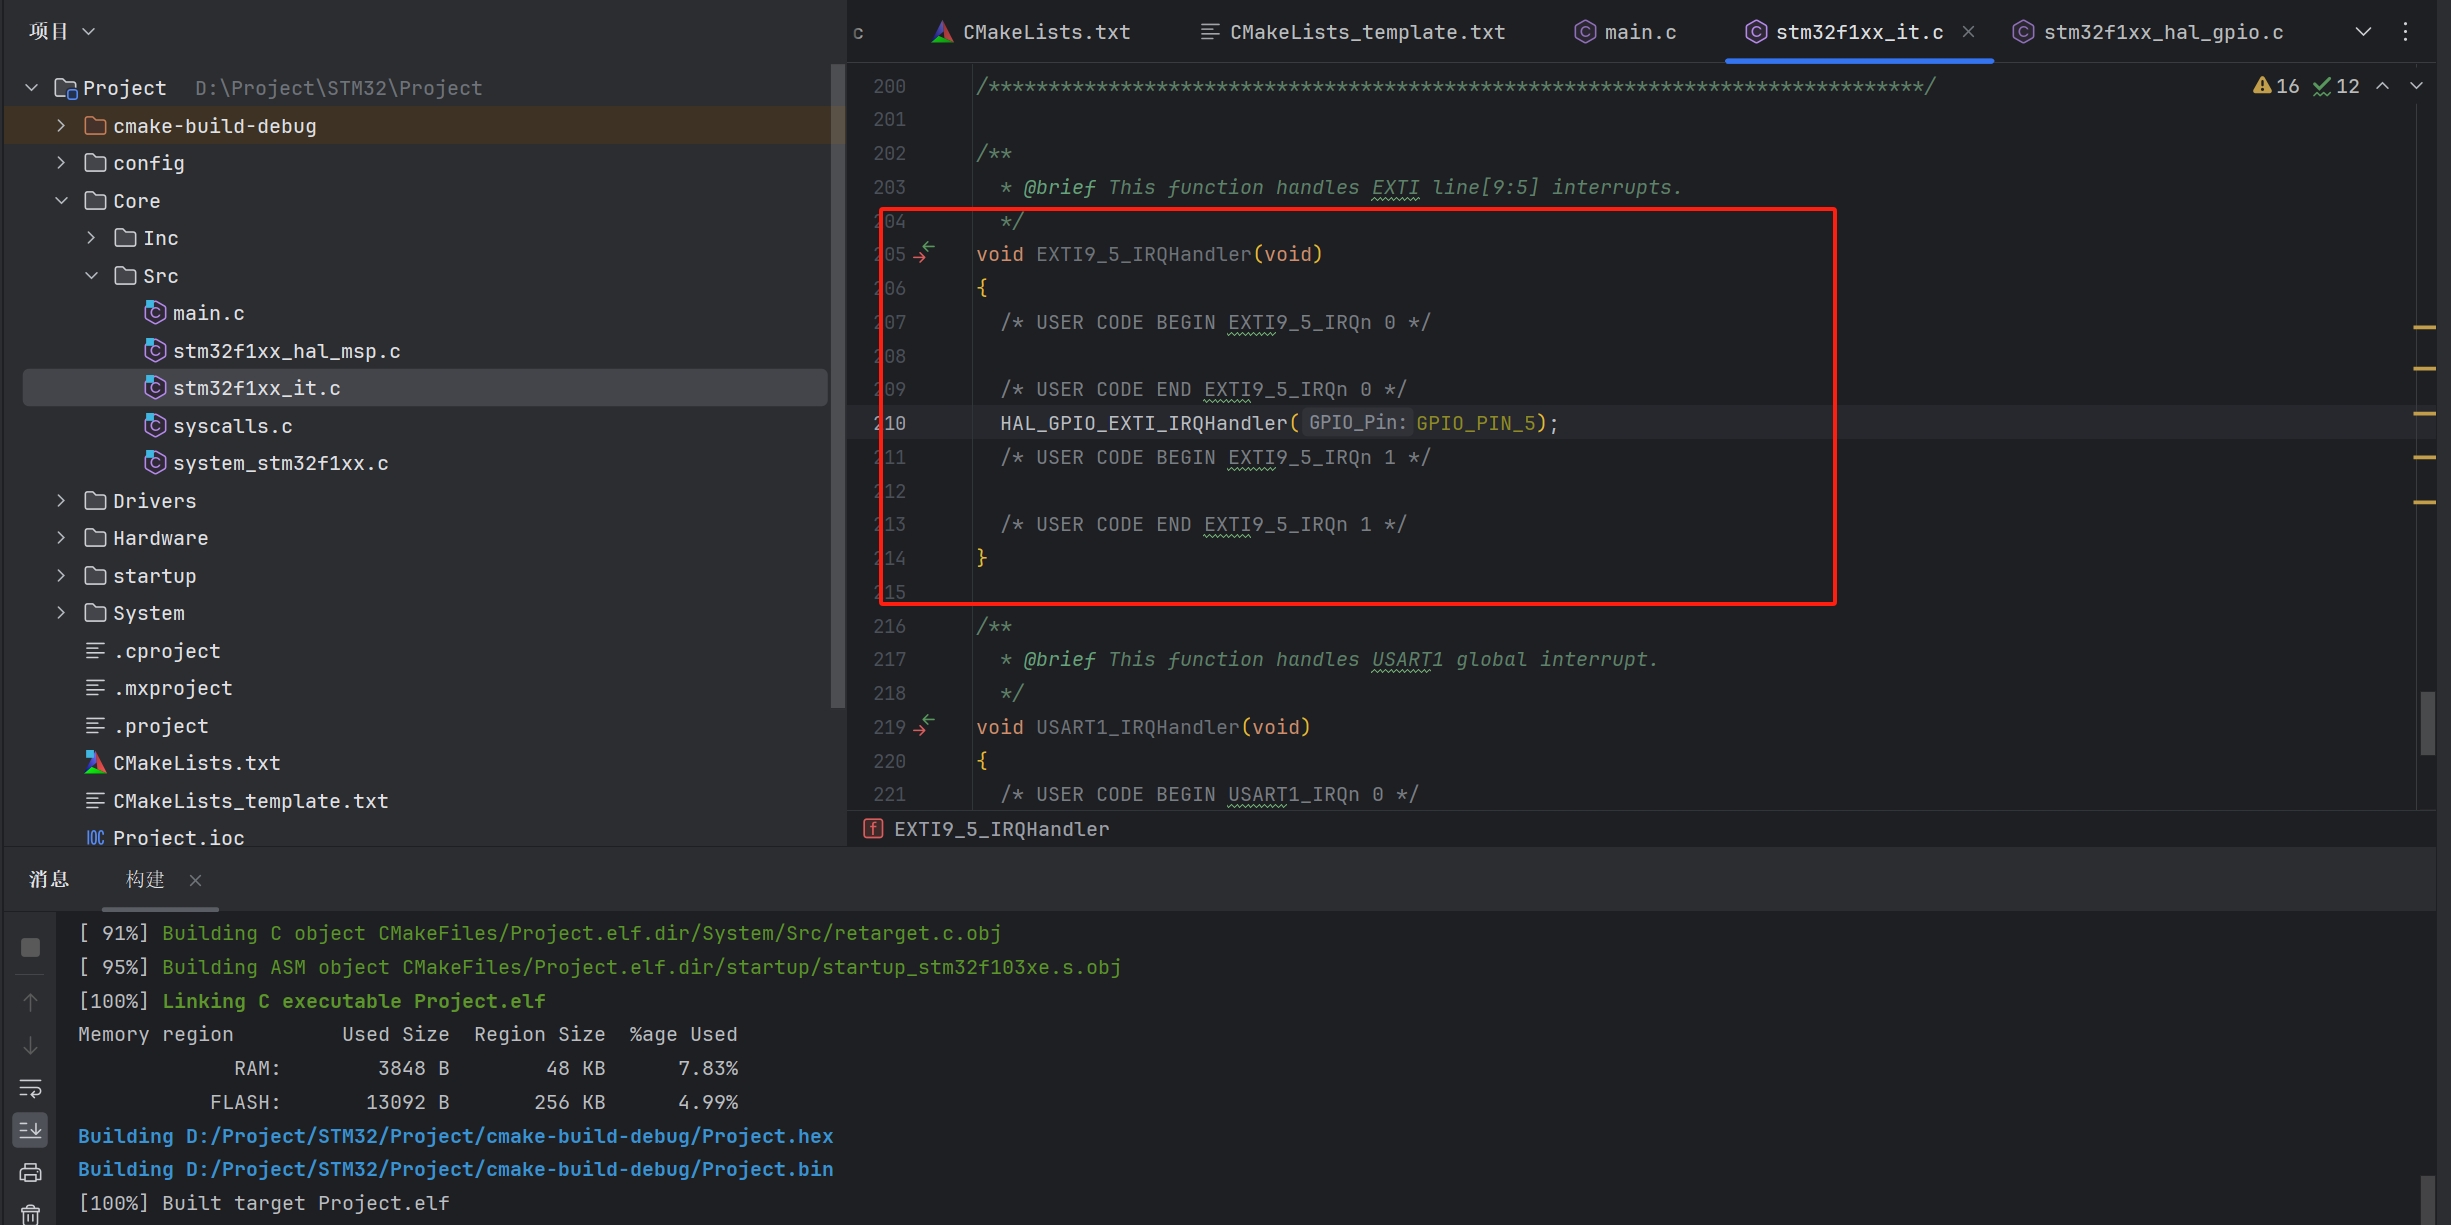 项目
Project D:\Project\STM32\Project
cmake-build-debug
config
Core
Inc
Src
main.c
stm32f1xx_hal_msp.c
stm32f1xx_it.c
syscalls.c
system_stm32f1xx.c
Drivers
Hardware
startup
System
.cproject
.mxproject
.project
CMakeLists.txt
CMakeLists_template.txt
IOC Project.ioc
c CMakeLists.txt CMakeLists_template.txt main.c stm32f1xx_it.c stm32f1xx_hal_gpio.c
16 12
200 /******************************************************************************/
201
202 /**
203 * @brief This function handles EXTI line[9:5] interrupts.
204 */
205 void EXTI9_5_IRQHandler(void)
206 {
207 /* USER CODE BEGIN EXTI9_5_IRQn 0 */
208
209 /* USER CODE END EXTI9_5_IRQn 0 */
210 HAL_GPIO_EXTI_IRQHandler( GPIO_Pin: GPIO_PIN_5);
211 /* USER CODE BEGIN EXTI9_5_IRQn 1 */
212
213 /* USER CODE END EXTI9_5_IRQn 1 */
214 }
215
216 /**
217 * @brief This function handles USART1 global interrupt.
218 */
219 void USART1_IRQHandler(void)
220 {
221 /* USER CODE BEGIN USART1_IRQn 0 */
f EXTI9_5_IRQHandler
消息 构建
[ 91%] Building C object CMakeFiles/Project.elf.dir/System/Src/retarget.c.obj
[ 95%] Building ASM object CMakeFiles/Project.elf.dir/startup/startup_stm32f103xe.s.obj
[100%] Linking C executable Project.elf
Memory region Used Size Region Size %age Used
RAM: 3848 B 48 KB 7.83%
FLASH: 13092 B 256 KB 4.99%
Building D:/Project/STM32/Project/cmake-build-debug/Project.hex
Building D:/Project/STM32/Project/cmake-build-debug/Project.bin
[100%] Built target Project.elf